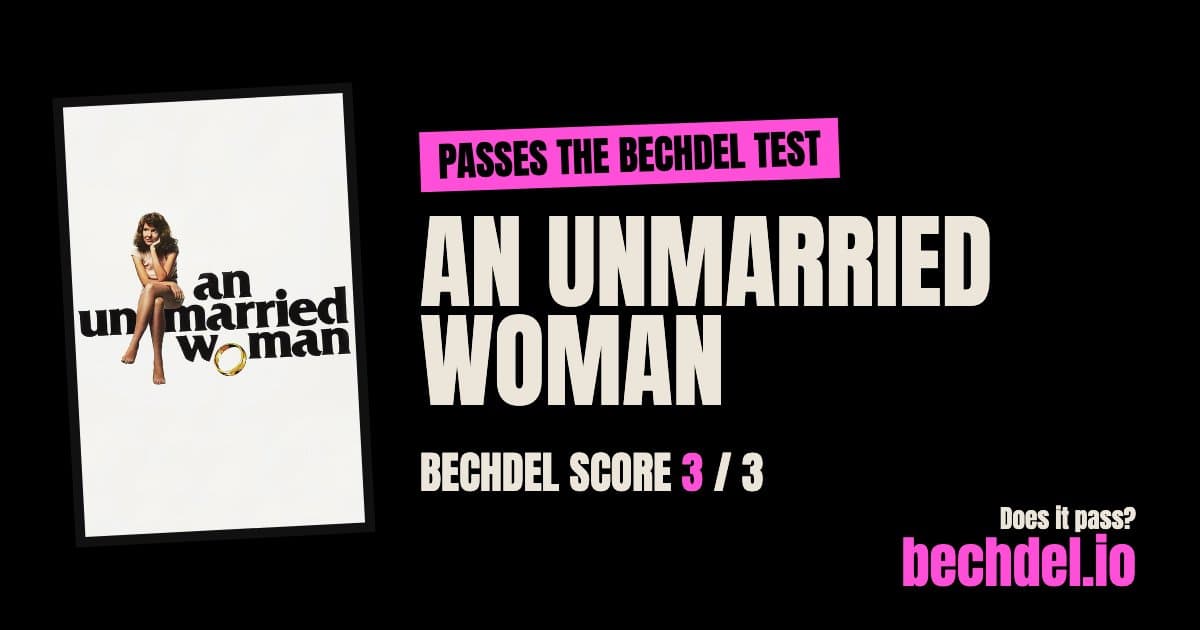 an
unmarried
woman
PASSES THE BECHDEL TEST
AN UNMARRIED
WOMAN
BECHDEL SCORE 3 / 3
Does it pass?
bechdel.io